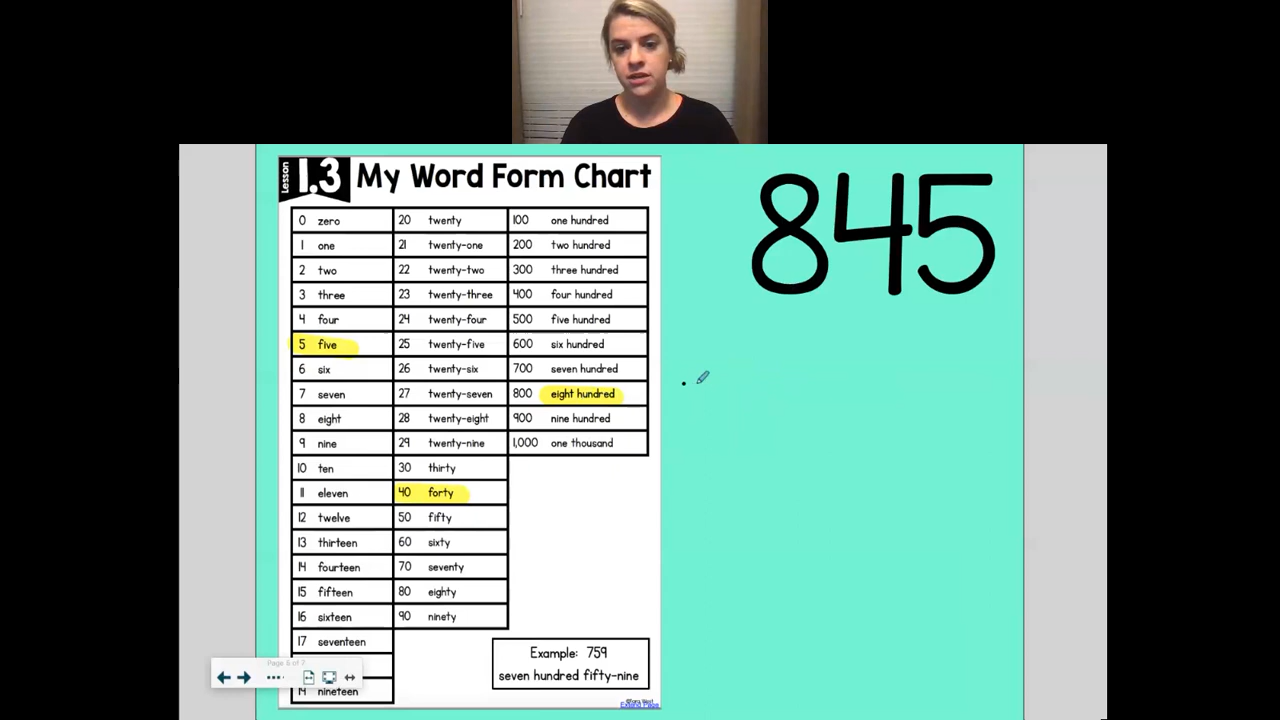 Lesson 1.3 My Word Form Chart
845
0 zero
1 one
2 two
3 three
4 four
5 five
6 six
7 seven
8 eight
9 nine
10 ten
11 eleven
12 twelve
13 thirteen
14 fourteen
15 fifteen
16 sixteen
17 seventeen
nineteen
20 twenty
21 twenty-one
22 twenty-two
23 twenty-three
24 twenty-four
25 twenty-five
26 twenty-six
27 twenty-seven
28 twenty-eight
29 twenty-nine
30 thirty
40 forty
50 fifty
60 sixty
70 seventy
80 eighty
90 ninety
100 one hundred
200 two hundred
300 three hundred
400 four hundred
500 five hundred
600 six hundred
700 seven hundred
800 eight hundred
900 nine hundred
1,000 one thousand
Example: 759
seven hundred fifty-nine
Page 5 of 7
Extend Page